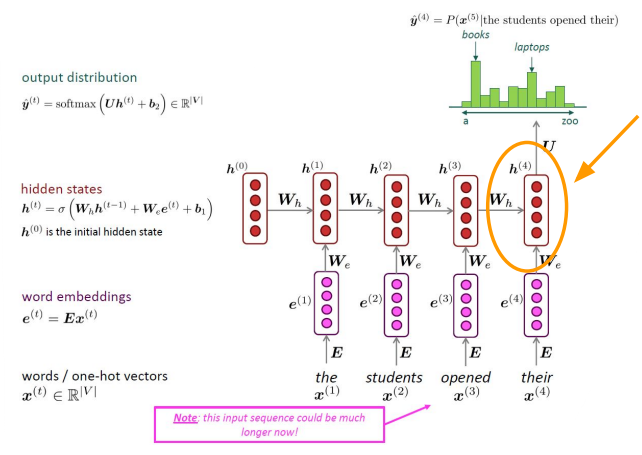 ŷ⁽⁴⁾ = P(x⁽⁵⁾|the students opened their)
books
laptops
a
zoo
output distribution
ŷ⁽ᵗ⁾ = softmax (Uh⁽ᵗ⁾ + b₂) ∈ ℝ^|V|
U
h⁽⁰⁾ h⁽¹⁾ h⁽²⁾ h⁽³⁾ h⁽⁴⁾
hidden states
h⁽ᵗ⁾ = σ (W_h h⁽ᵗ⁻¹⁾ + W_e e⁽ᵗ⁾ + b₁)
h⁽⁰⁾ is the initial hidden state
W_h W_h W_h W_h
W_e W_e W_e W_e
word embeddings
e⁽ᵗ⁾ = Ex⁽ᵗ⁾
e⁽¹⁾ e⁽²⁾ e⁽³⁾ e⁽⁴⁾
E E E E
words / one-hot vectors
x⁽ᵗ⁾ ∈ ℝ^|V|
the students opened their
x⁽¹⁾ x⁽²⁾ x⁽³⁾ x⁽⁴⁾
Note: this input sequence could be much
longer now!